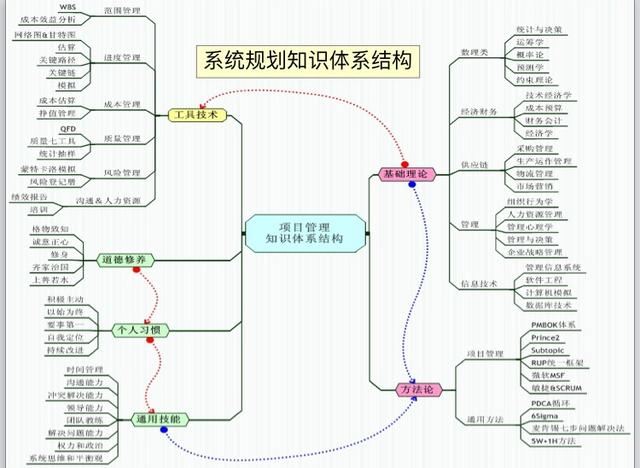 系统规划知识体系结构
项目管理
知识体系结构
工具技术
范围管理
WBS
成本效益分析
进度管理
网络图&甘特图
估算
关键路径
关键链
模拟
成本管理
成本估算
挣值管理
质量管理
QFD
质量七工具
统计抽样
风险管理
蒙特卡洛模拟
风险登记册
沟通&人力资源
绩效报告
培训
道德修养
格物致知
诚意正心
修身
齐家治国
上善若水
个人习惯
积极主动
以始为终
要事第一
自我定位
持续改进
通用技能
时间管理
沟通能力
冲突解决能力
领导能力
团队教练
解决问题能力
权力和政治
系统思维和平衡观
基础理论
数理类
统计与决策
运筹学
概率论
预测学
约束理论
经济财务
技术经济学
成本预算
财务会计
经济学
供应链
采购管理
生产运作管理
物流管理
市场营销
管理
组织行为学
人力资源管理
管理心理学
管理与决策
企业战略管理
信息技术
管理信息系统
软件工程
计算机模拟
数据库技术
方法论
项目管理
PMBOK体系
Prince2
Subtopic
RUP统一框架
微软MSF
敏捷&SCRUM
通用方法
PDCA循环
6Sigma
麦肯锡七步问题解决法
5W+1H方法